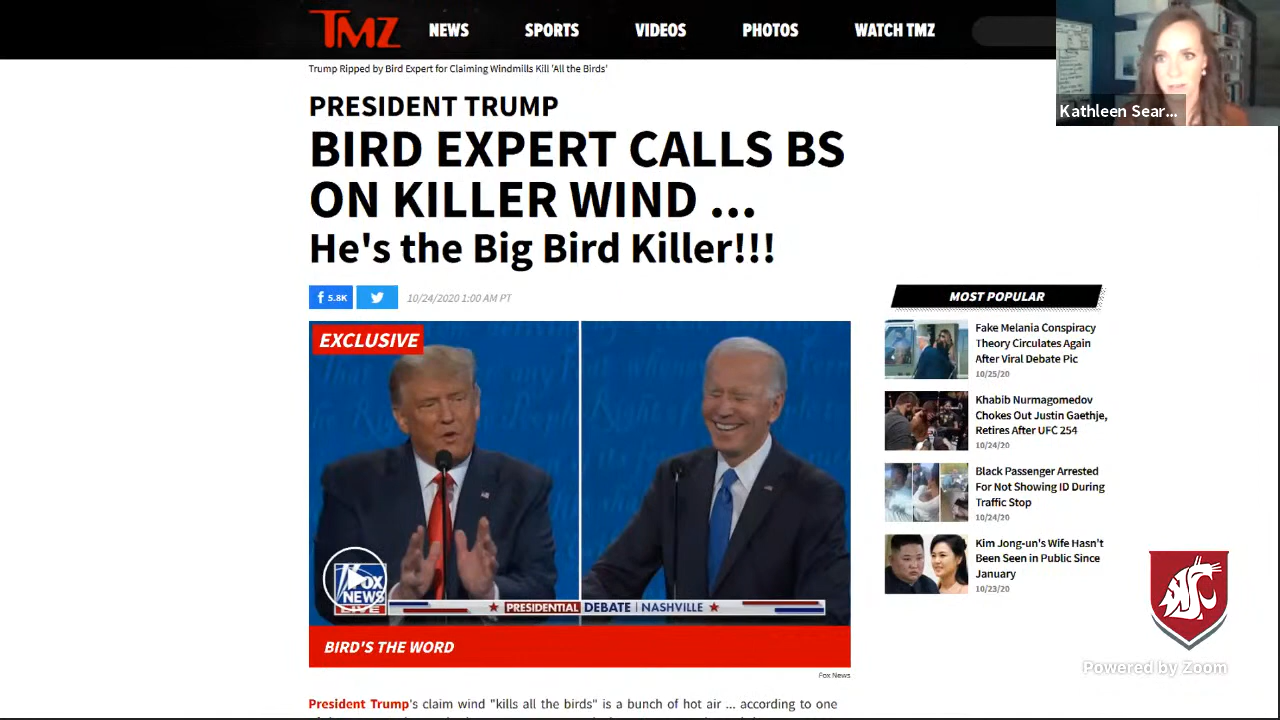 TMZ
NEWS
SPORTS
VIDEOS
PHOTOS
WATCH TMZ
Kathleen Sear...
Trump Ripped by Bird Expert for Claiming Windmills Kill 'All the Birds'
PRESIDENT TRUMP
BIRD EXPERT CALLS BS
ON KILLER WIND ...
He's the Big Bird Killer!!!
5.8K
10/24/2020 1:00 AM PT
EXCLUSIVE
FOX
NEWS
LIVE
PRESIDENTIAL DEBATE | NASHVILLE
BIRD'S THE WORD
Fox News
President Trump's claim wind "kills all the birds" is a bunch of hot air ... according to one
MOST POPULAR
Fake Melania Conspiracy
Theory Circulates Again
After Viral Debate Pic
10/25/20
Khabib Nurmagomedov
Chokes Out Justin Gaethje,
Retires After UFC 254
10/24/20
Black Passenger Arrested
For Not Showing ID During
Traffic Stop
10/24/20
Kim Jong-un's Wife Hasn't
Been Seen in Public Since
January
10/23/20
Powered by Zoom